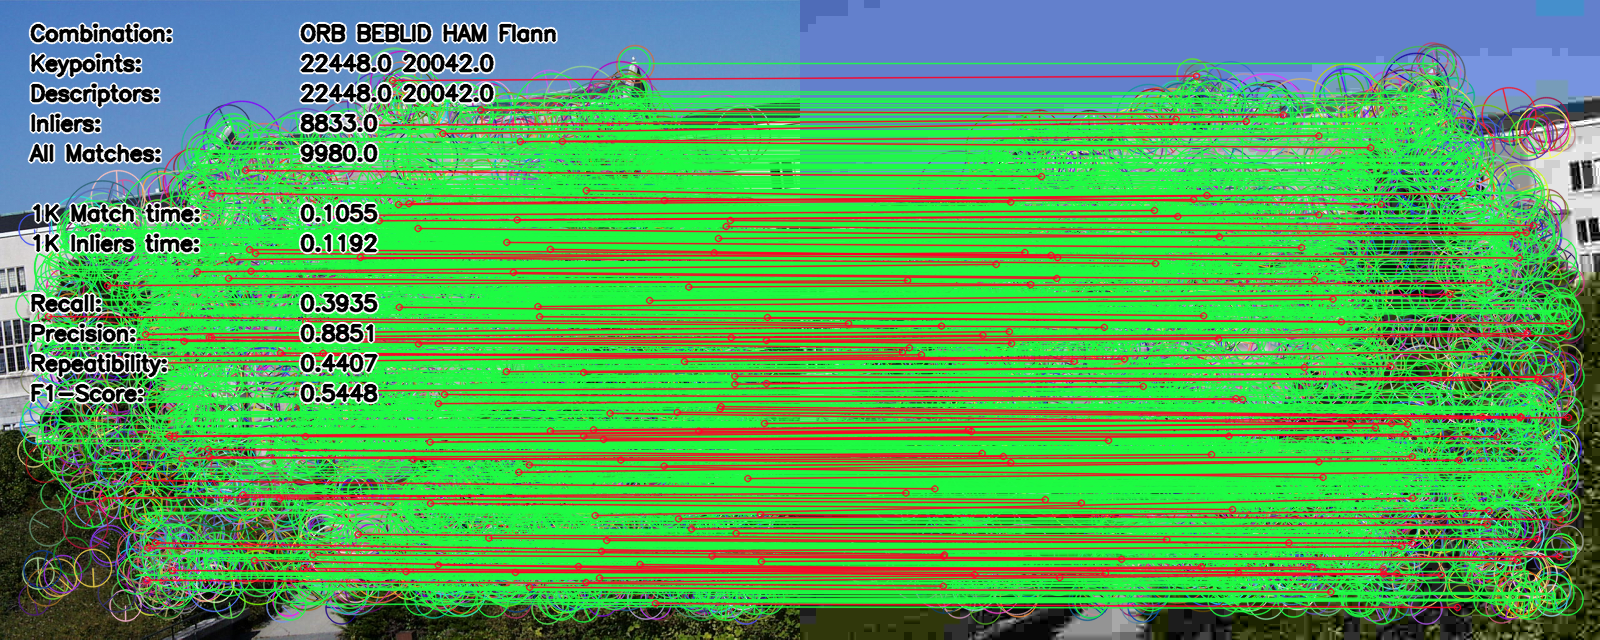 Combination: ORB BEBLID HAM Flann
Keypoints: 22448.0 20042.0
Descriptors: 22448.0 20042.0
Inliers: 8833.0
All Matches: 9980.0
1K Match time: 0.1055
1K Inliers time: 0.1192
Recall: 0.3935
Precision: 0.8851
Repeatibility: 0.4407
F1-Score: 0.5448